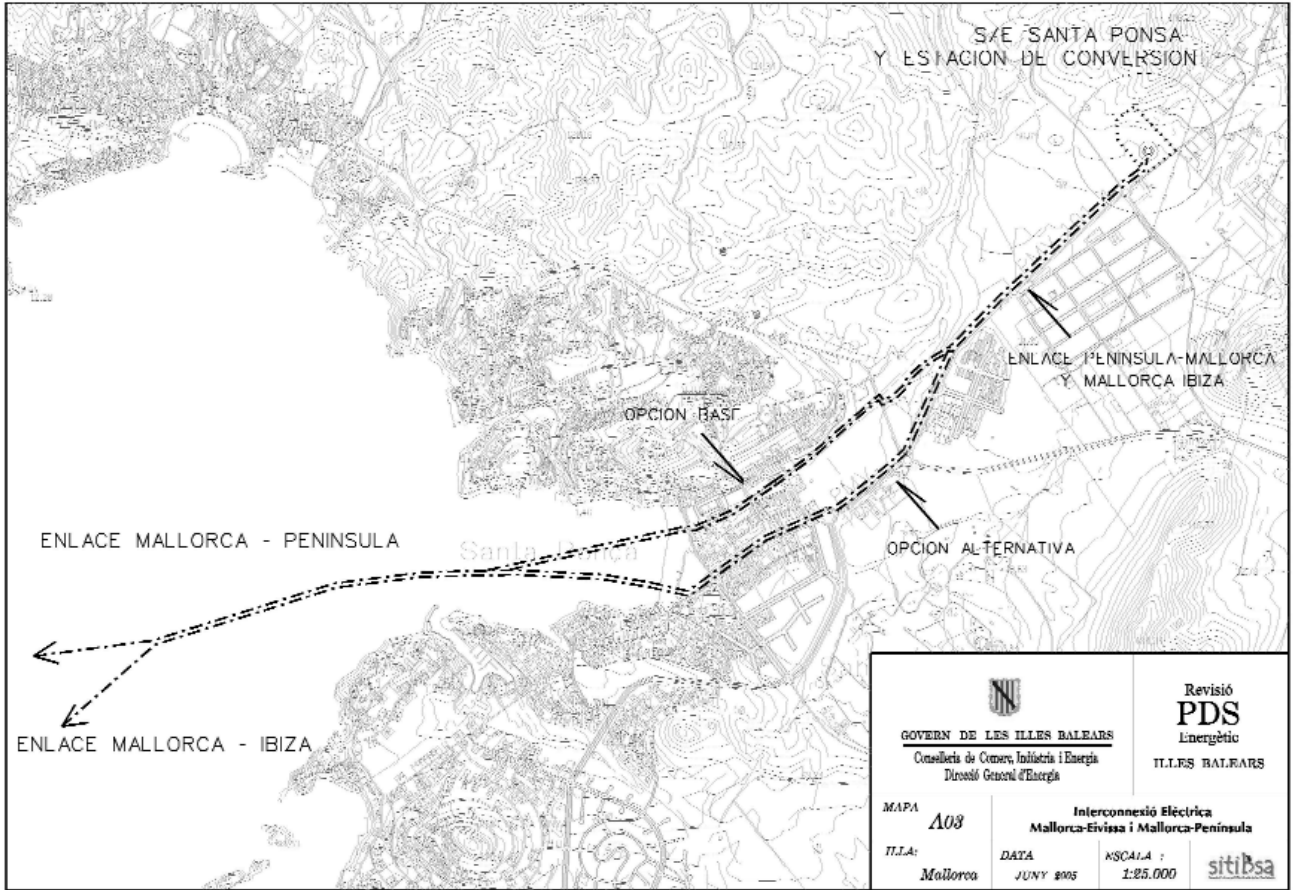 S/E SANTA PONSA
Y ESTACION DE CONVERSION
ENLACE PENINSULA-MALLORCA
Y MALLORCA IBIZA
OPCION BASE
OPCION ALTERNATIVA
ENLACE MALLORCA - PENINSULA
Santa Ponça
ENLACE MALLORCA - IBIZA
GOVERN DE LES ILLES BALEARS
Conselleria de Comerç, Indústria i Energia
Direcció General d'Energia
Revisió
PDS
Energètic
ILLES BALEARS
MAPA
A03
Interconnexió Elèctrica
Mallorca-Eivissa i Mallorca-Península
ILLA:
Mallorca
DATA
JUNY 2005
ESCALA :
1:25.000
sitibsa